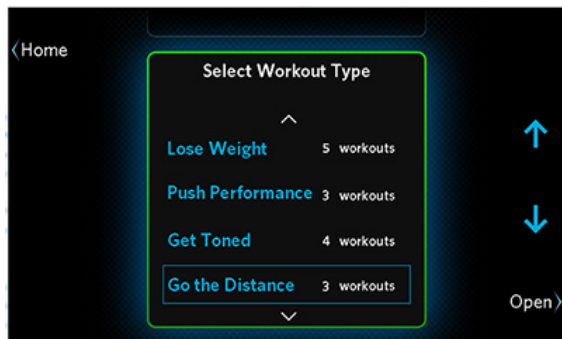 Home
Select Workout Type
Lose Weight 5 workouts
Push Performance 3 workouts
Get Toned 4 workouts
Go the Distance 3 workouts
Open